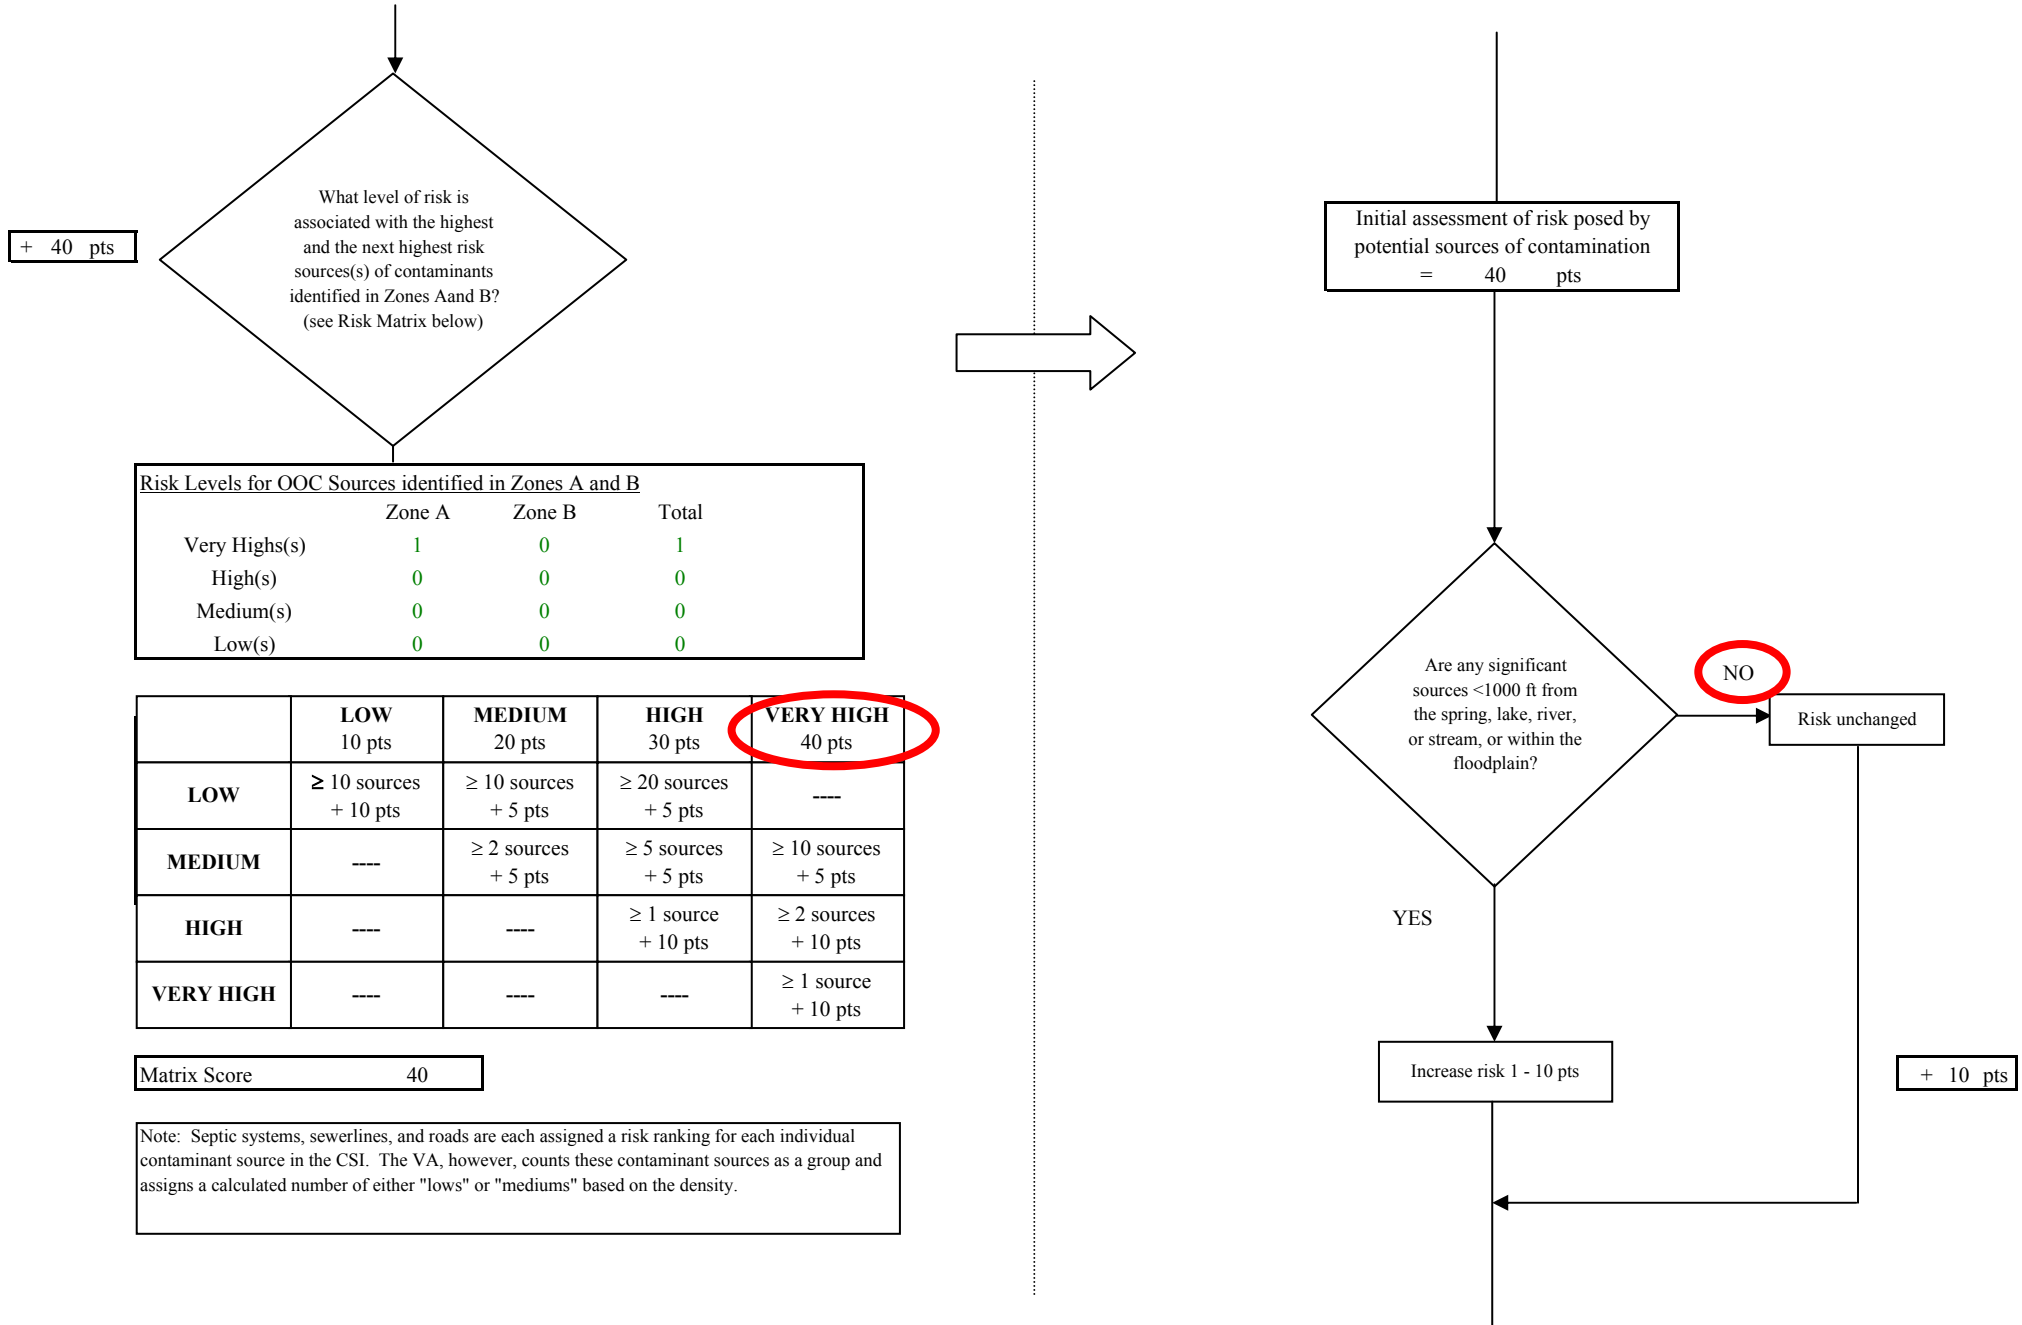 What level of risk is
associated with the highest
and the next highest risk
sources(s) of contaminants
identified in Zones Aand B?
(see Risk Matrix below)
+ 40 pts
Risk Levels for OOC Sources identified in Zones A and B
Zone A Zone B Total
Very Highs(s) 1 0 1
High(s) 0 0 0
Medium(s) 0 0 0
Low(s) 0 0 0
LOW MEDIUM HIGH VERY HIGH
10 pts 20 pts 30 pts 40 pts
LOW ≥ 10 sources ≥ 10 sources ≥ 20 sources ----
+ 10 pts + 5 pts + 5 pts
MEDIUM ---- ≥ 2 sources ≥ 5 sources ≥ 10 sources
+ 5 pts + 5 pts + 5 pts
HIGH ---- ---- ≥ 1 source ≥ 2 sources
+ 10 pts + 10 pts
VERY HIGH ---- ---- ---- ≥ 1 source
+ 10 pts
Matrix Score 40
Note: Septic systems, sewerlines, and roads are each assigned a risk ranking for each individual
contaminant source in the CSI. The VA, however, counts these contaminant sources as a group and
assigns a calculated number of either "lows" or "mediums" based on the density.
Initial assessment of risk posed by
potential sources of contamination
= 40 pts
Are any significant
sources <1000 ft from
the spring, lake, river,
or stream, or within the
floodplain?
NO
Risk unchanged
YES
Increase risk 1 - 10 pts
+ 10 pts